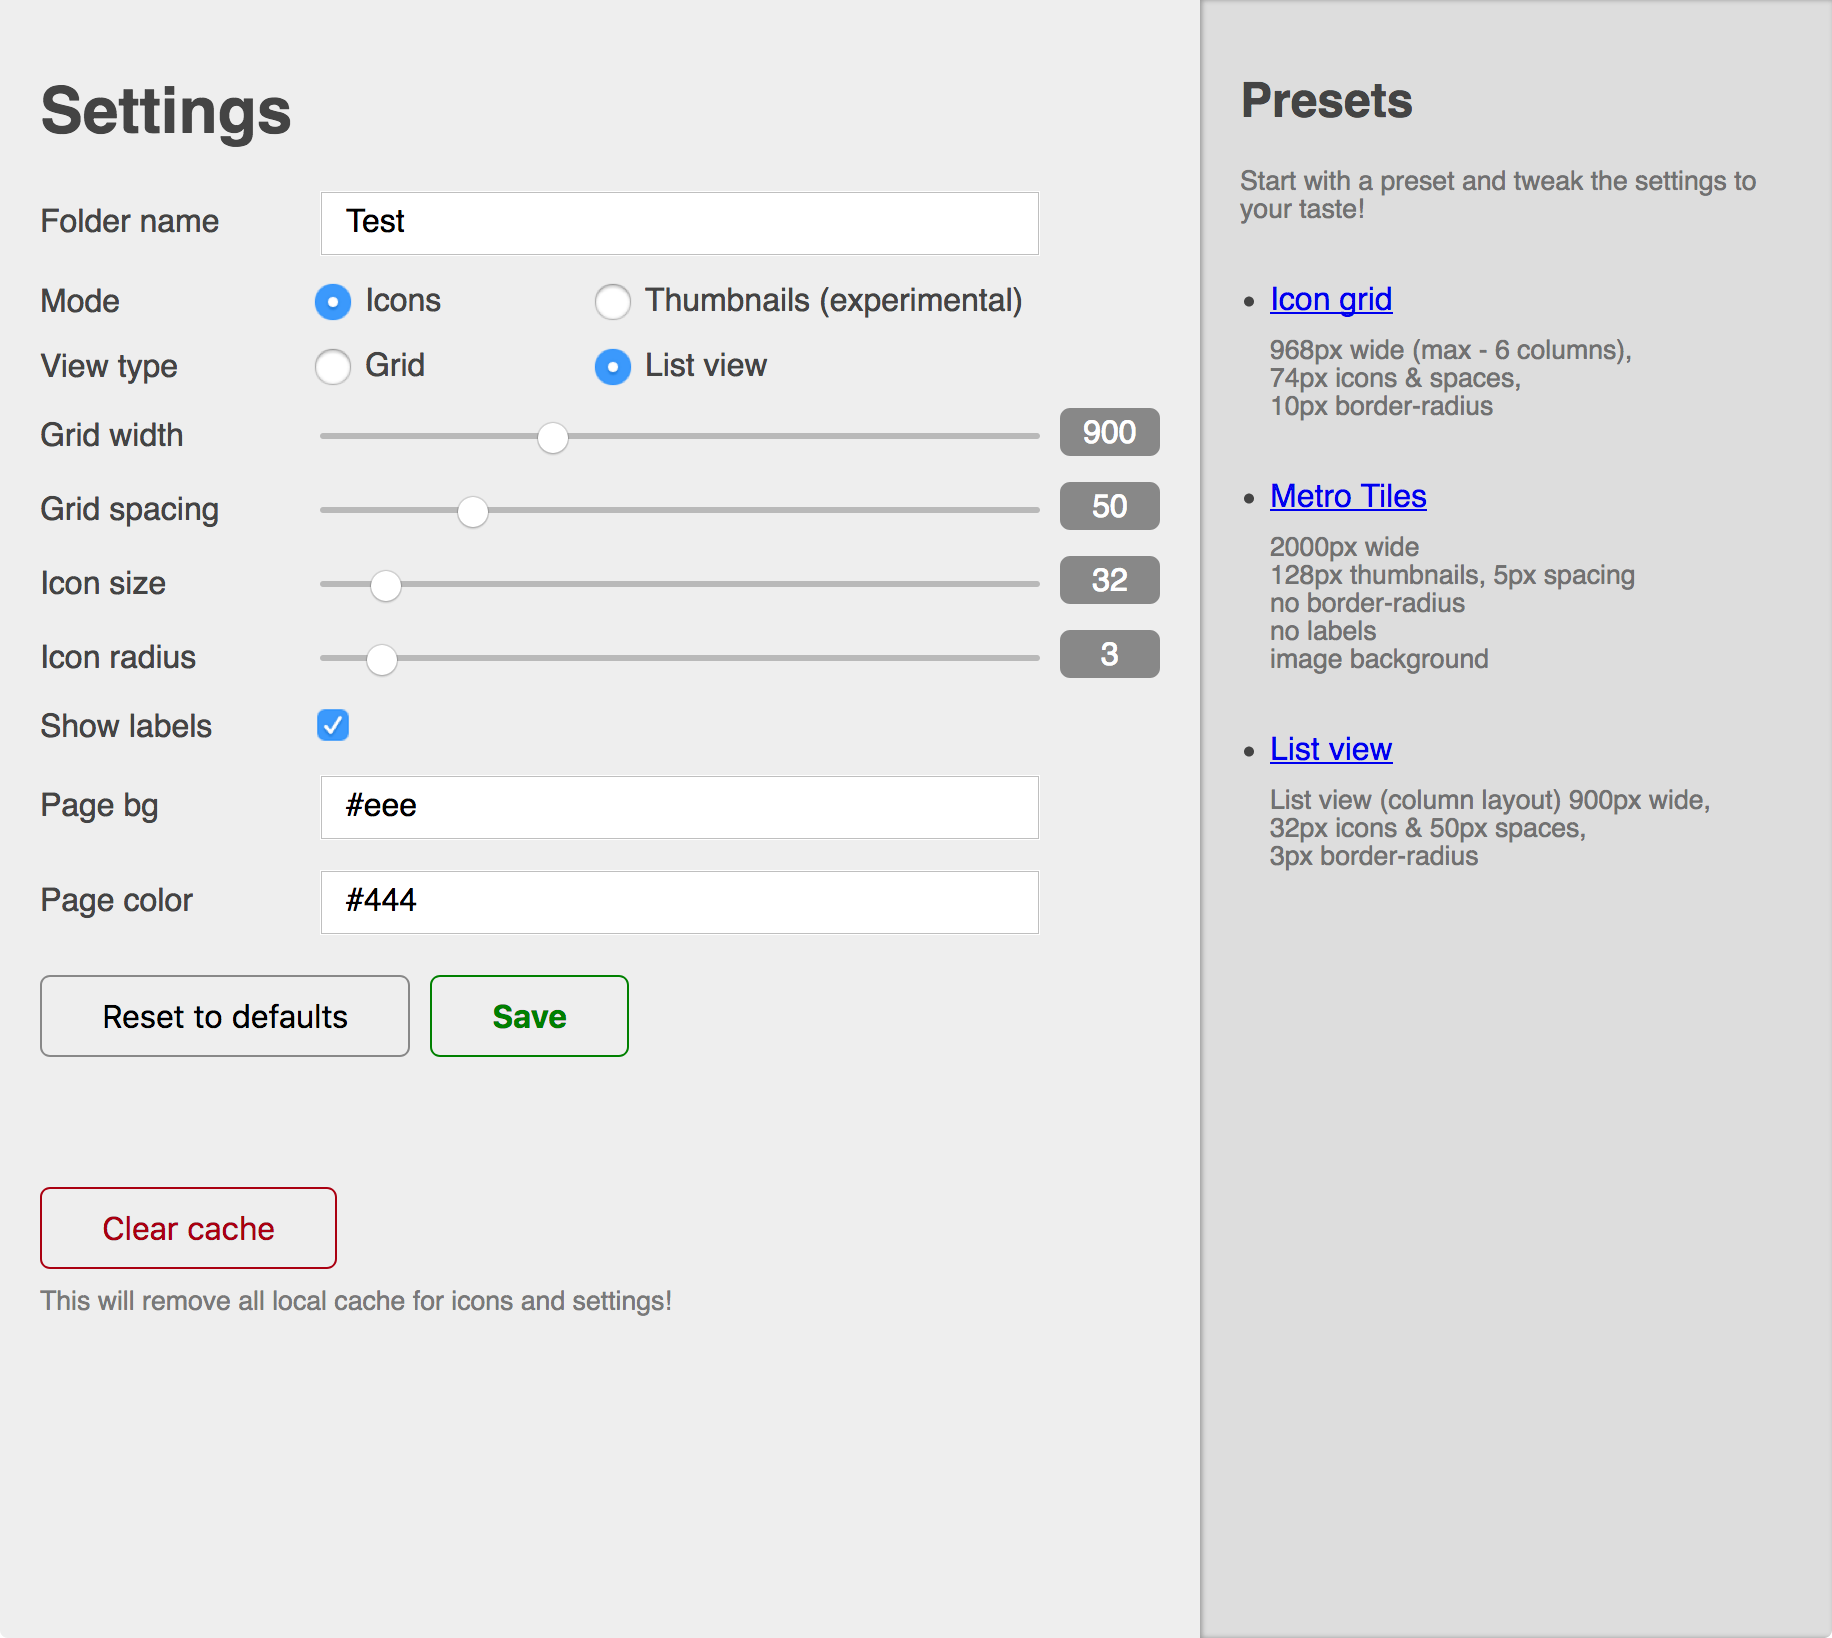 Settings
Folder name Test
Mode Icons Thumbnails (experimental)
View type Grid List view
Grid width 900
Grid spacing 50
Icon size 32
Icon radius 3
Show labels
Page bg #eee
Page color #444
Reset to defaults Save
Clear cache
This will remove all local cache for icons and settings!
Presets
Start with a preset and tweak the settings to
your taste!
Icon grid
968px wide (max - 6 columns),
74px icons & spaces,
10px border-radius
Metro Tiles
2000px wide
128px thumbnails, 5px spacing
no border-radius
no labels
image background
List view
List view (column layout) 900px wide,
32px icons & 50px spaces,
3px border-radius